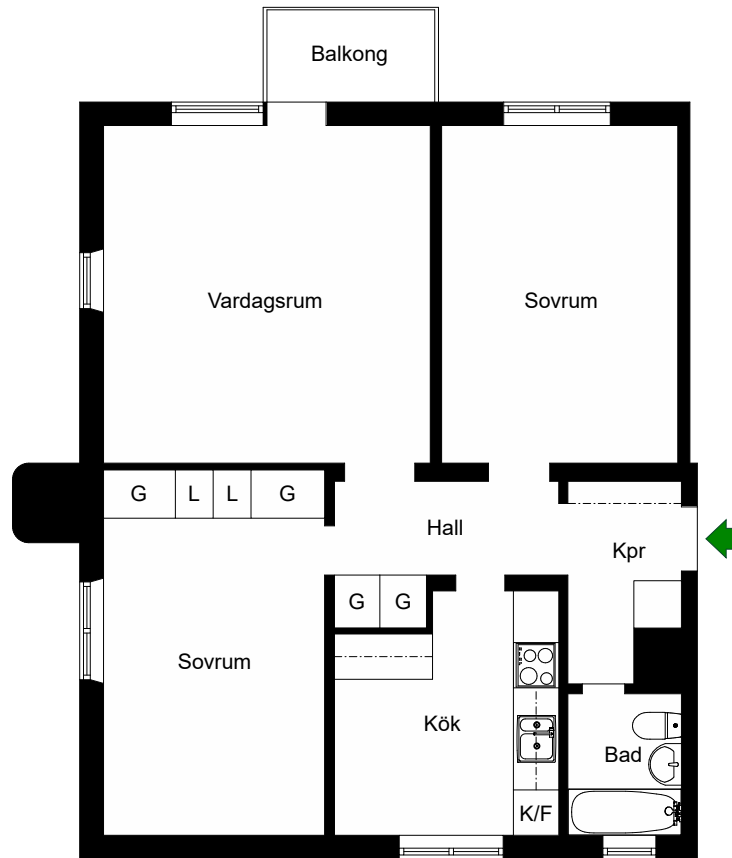 Balkong
Vardagsrum
Sovrum
G L L G
Hall
Kpr
G G
Sovrum
Kök
Bad
K/F